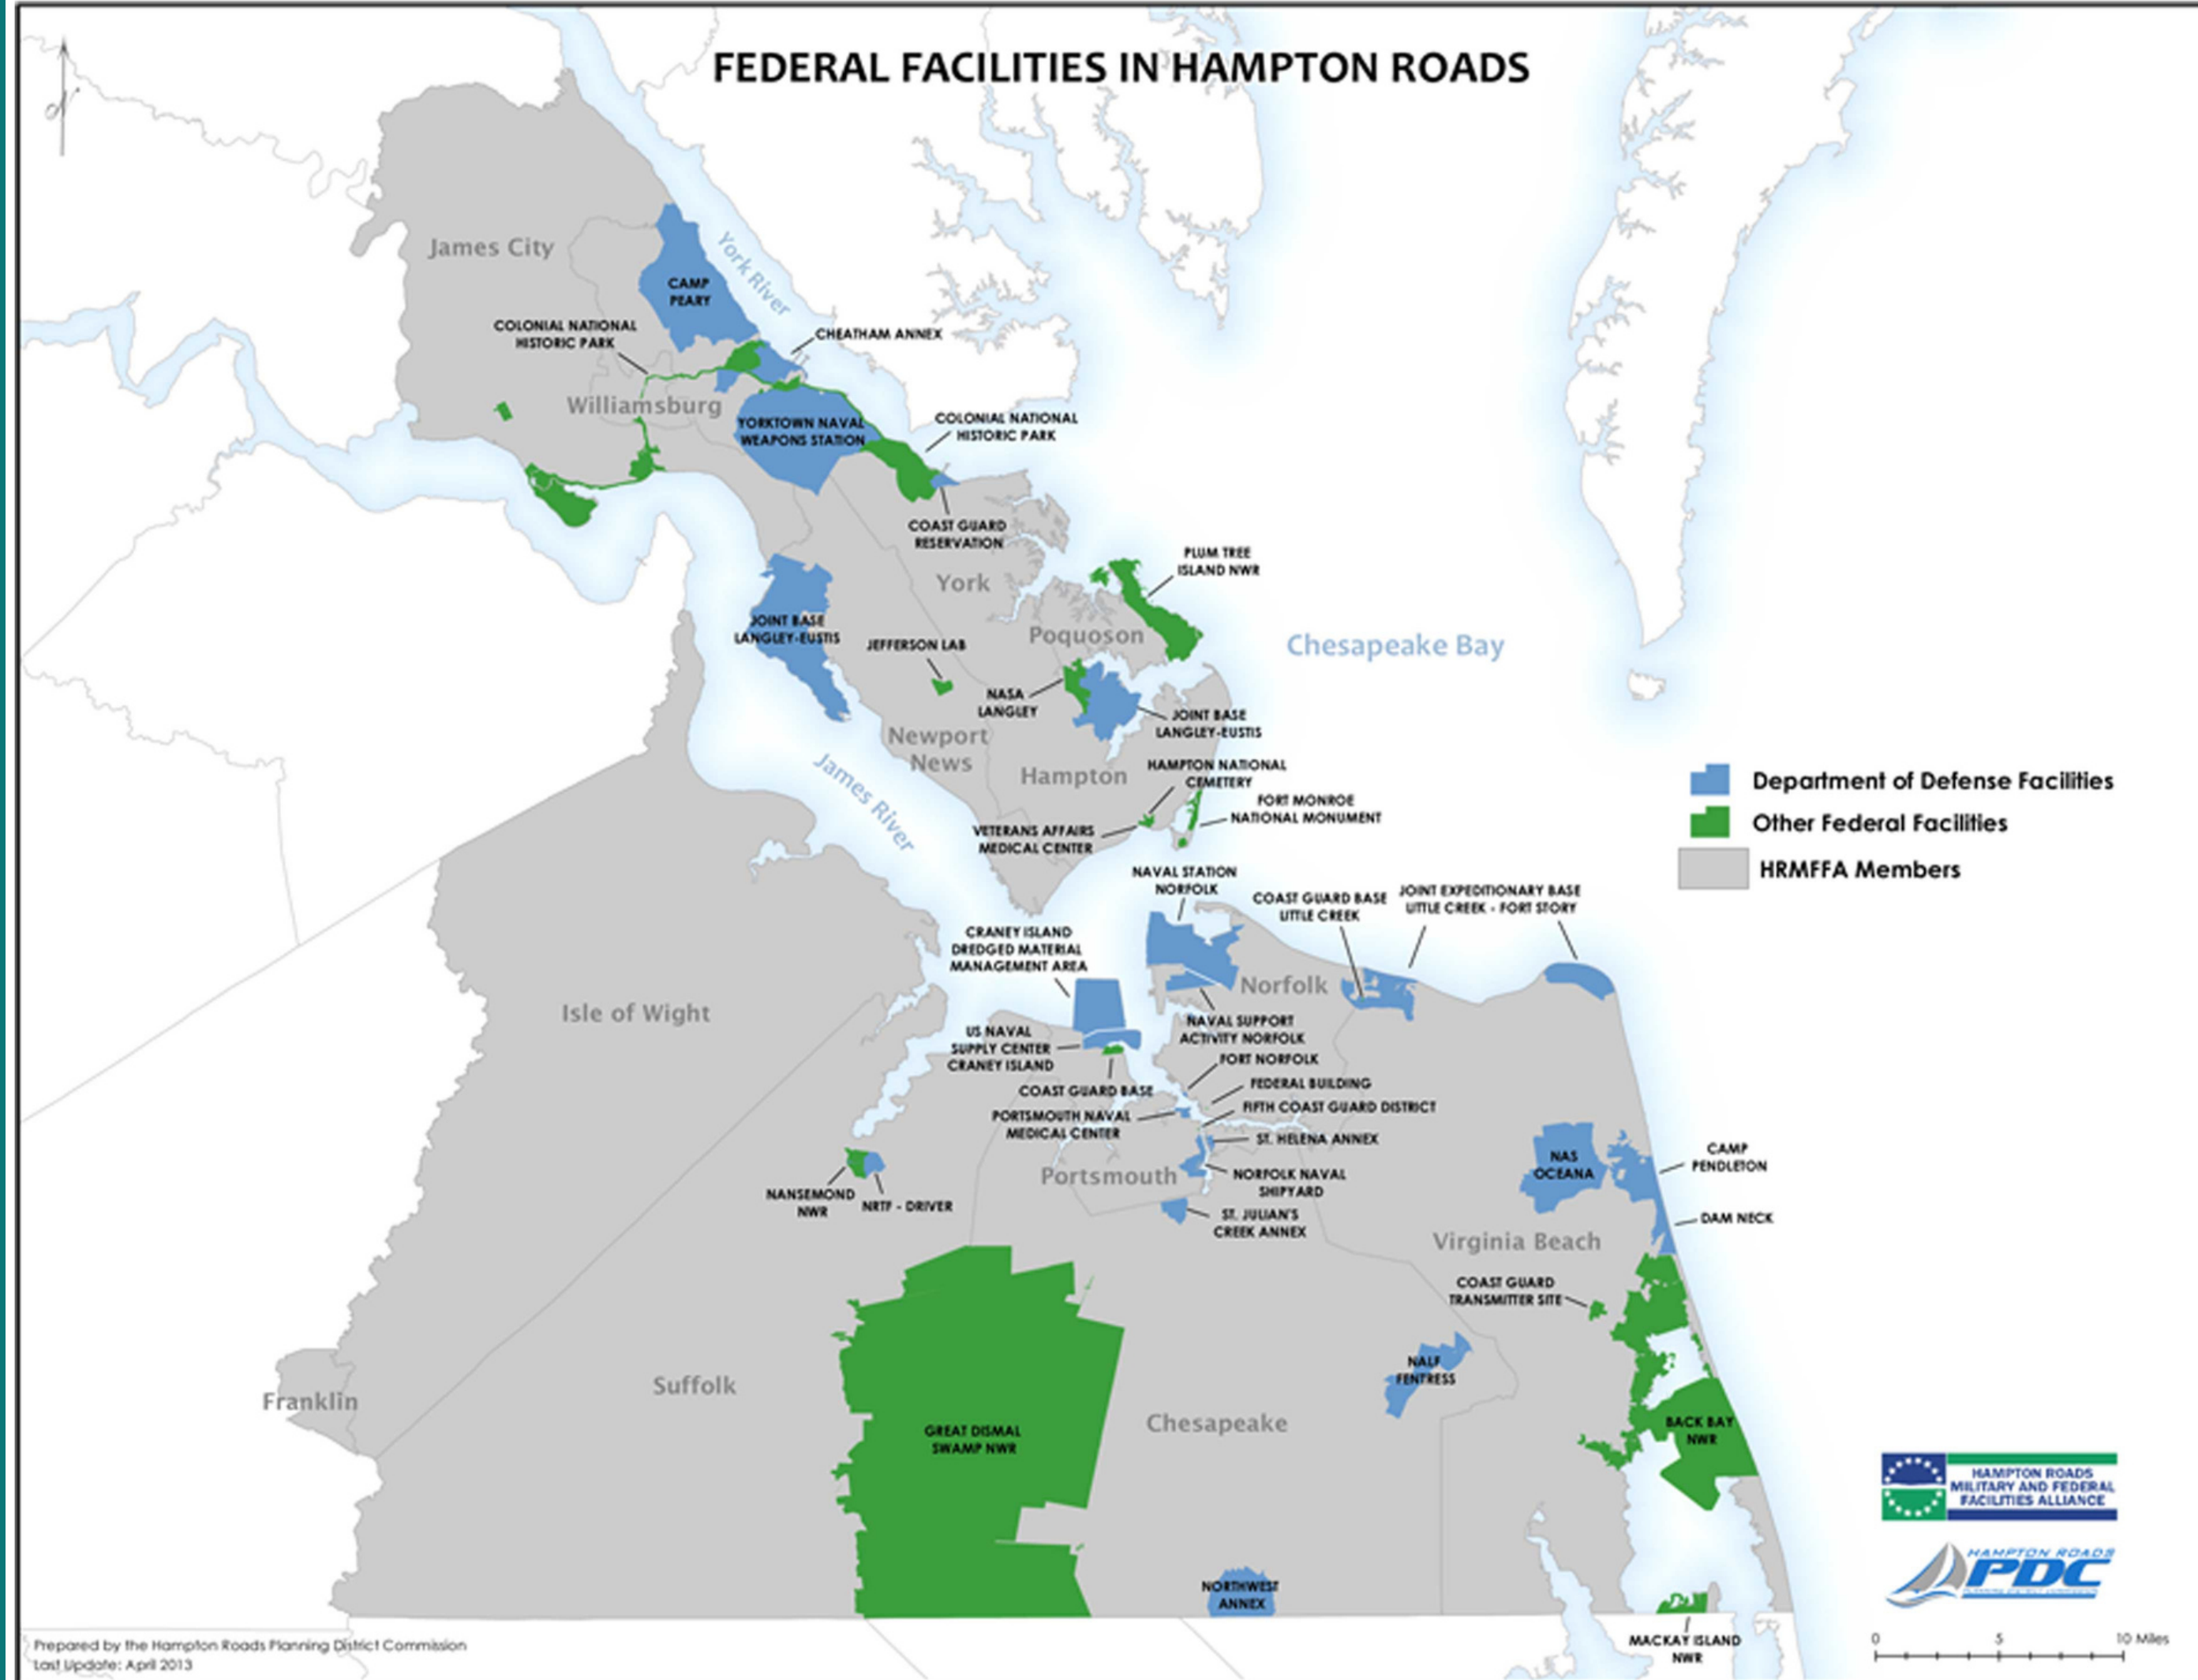 FEDERAL FACILITIES IN HAMPTON ROADS
James City
CAMP
PEARY
York River
COLONIAL NATIONAL
HISTORIC PARK
CHEATHAM ANNEX
Williamsburg
YORKTOWN NAVAL
WEAPONS STATION
COLONIAL NATIONAL
HISTORIC PARK
COAST GUARD
RESERVATION
York
PLUM TREE
ISLAND NWR
JOINT BASE
LANGLEY-EUSTIS
JEFFERSON LAB
Poquoson
Chesapeake Bay
NASA
LANGLEY
JOINT BASE
LANGLEY-EUSTIS
Newport
News
James River
Hampton
HAMPTON NATIONAL
CEMETERY
FORT MONROE
NATIONAL MONUMENT
VETERANS AFFAIRS
MEDICAL CENTER
Department of Defense Facilities
Other Federal Facilities
HRMFFA Members
NAVAL STATION
NORFOLK
COAST GUARD BASE
LITTLE CREEK
JOINT EXPEDITIONARY BASE
LITTLE CREEK - FORT STORY
CRANEY ISLAND
DREDGED MATERIAL
MANAGEMENT AREA
Norfolk
Isle of Wight
NAVAL SUPPORT
ACTIVITY NORFOLK
US NAVAL
SUPPLY CENTER
CRANEY ISLAND
FORT NORFOLK
COAST GUARD BASE
FEDERAL BUILDING
FIFTH COAST GUARD DISTRICT
PORTSMOUTH NAVAL
MEDICAL CENTER
ST. HELENA ANNEX
Portsmouth
NORFOLK NAVAL
SHIPYARD
NAS
OCEANA
CAMP
PENDLETON
NANSEMOND
NWR
NRTF - DRIVER
ST. JULIAN'S
CREEK ANNEX
DAM NECK
Virginia Beach
COAST GUARD
TRANSMITTER SITE
NALF
FENTRESS
Suffolk
Franklin
Chesapeake
GREAT DISMAL
SWAMP NWR
BACK BAY
NWR
HAMPTON ROADS
MILITARY AND FEDERAL
FACILITIES ALLIANCE
HAMPTON ROADS
PDC
PLANNING DISTRICT COMMISSION
NORTHWEST
ANNEX
MACKAY ISLAND
NWR
0 5 10 Miles
Prepared by the Hampton Roads Planning District Commission
Last Update: April 2013